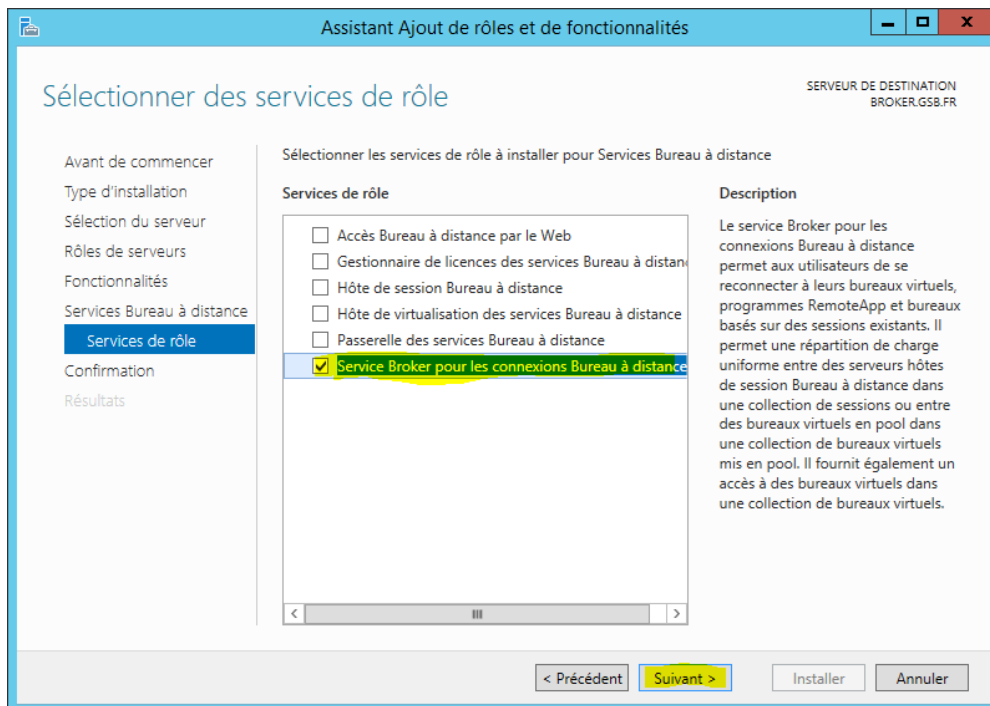 Assistant Ajout de rôles et de fonctionnalités
Sélectionner des services de rôle
SERVEUR DE DESTINATION
BROKER.GSB.FR
Avant de commencer
Type d'installation
Sélection du serveur
Rôles de serveurs
Fonctionnalités
Services Bureau à distance
Services de rôle
Confirmation
Résultats
Sélectionner les services de rôle à installer pour Services Bureau à distance
Services de rôle
Accès Bureau à distance par le Web
Gestionnaire de licences des services Bureau à distan
Hôte de session Bureau à distance
Hôte de virtualisation des services Bureau à distance
Passerelle des services Bureau à distance
Service Broker pour les connexions Bureau à distance
Description
Le service Broker pour les
connexions Bureau à distance
permet aux utilisateurs de se
reconnecter à leurs bureaux virtuels,
programmes RemoteApp et bureaux
basés sur des sessions existants. Il
permet une répartition de charge
uniforme entre des serveurs hôtes
de session Bureau à distance dans
une collection de sessions ou entre
des bureaux virtuels en pool dans
une collection de bureaux virtuels
mis en pool. Il fournit également un
accès à des bureaux virtuels dans
une collection de bureaux virtuels.
< Précédent
Suivant >
Installer
Annuler